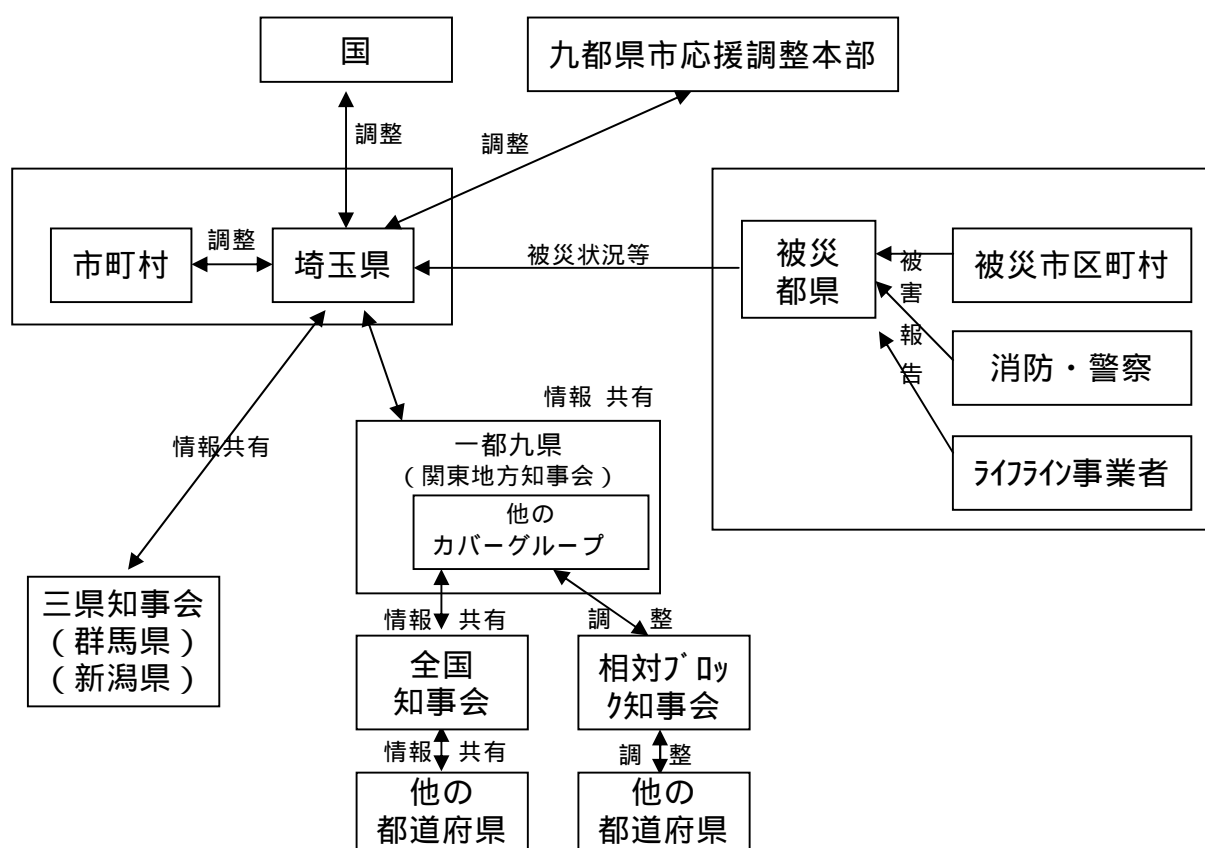 国
九都県市応援調整本部
調整
調整
市町村
調整
埼玉県
被災状況等
被災
都県
被害報告
被災市区町村
消防・警察
ﾗｲﾌﾗｲﾝ事業者
情報共有
情報 共有
一都九県
（関東地方知事会）
他の
カバーグループ
三県知事会
（群馬県）
（新潟県）
情報 共有
調 整
全国
知事会
相対ﾌﾞﾛｯ
ｸ知事会
情報 共有
調 整
他の
都道府県
他の
都道府県